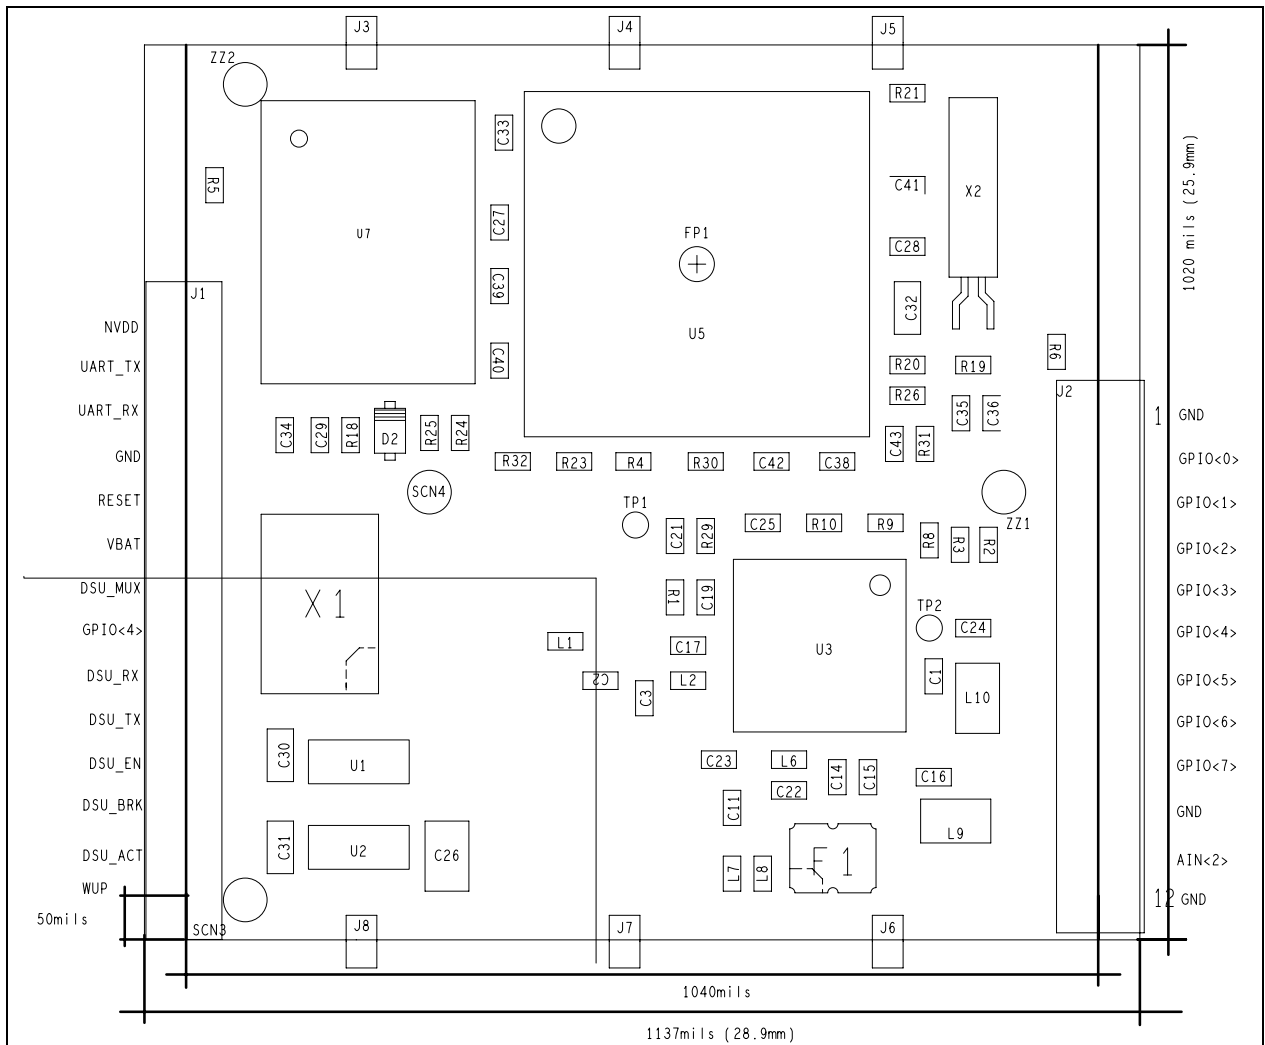 J3
J4
J5
ZZ2
R21
C33
R5
C41
X2
C27
U7
FP1
C28
1020 mils (25.9mm)
C39
J1
C32
NVDD
U5
R6
UART_TX
C40
R20
R19
R26
J2
UART_RX
C35
C36
1 GND
C34
C29
R18
D2
R25
R24
C43
R31
GND
R32
R23
R4
R30
C42
C38
GPIO<0>
RESET
SCN4
TP1
ZZ1
GPIO<1>
C25
R10
R9
VBAT
C21
R29
R8
R3
R2
GPIO<2>
DSU_MUX
X1
R1
C19
GPIO<3>
TP2
GPIO<4>
L1
C17
U3
C24
GPIO<4>
DSU_RX
C2
L2
C1
GPIO<5>
C3
L10
DSU_TX
GPIO<6>
C30
U1
C23
L6
DSU_EN
C14
C15
C16
GPIO<7>
C22
DSU_BRK
C11
GND
L9
C31
U2
C26
DSU_ACT
F1
AIN<2>
L7
L8
WUP
12 GND
50mils
SCN3
J8
J7
J6
1040mils
1137mils (28.9mm)